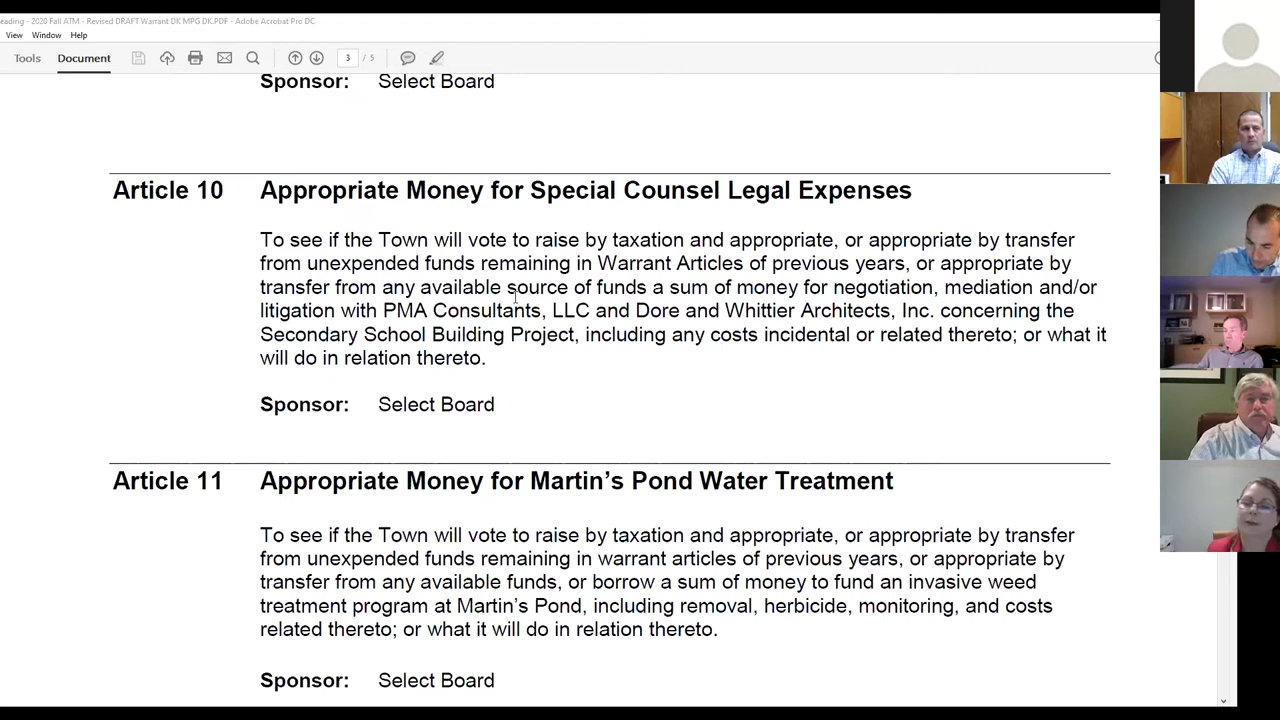 eading - 2020 Fall ATM - Revised DRAFT Warrant DK MPG DK.PDF - Adobe Acrobat Pro DC
View Window Help
Tools Document 3 / 5
Sponsor: Select Board
Article 10 Appropriate Money for Special Counsel Legal Expenses
To see if the Town will vote to raise by taxation and appropriate, or appropriate by transfer
from unexpended funds remaining in Warrant Articles of previous years, or appropriate by
transfer from any available source of funds a sum of money for negotiation, mediation and/or
litigation with PMA Consultants, LLC and Dore and Whittier Architects, Inc. concerning the
Secondary School Building Project, including any costs incidental or related thereto; or what it
will do in relation thereto.
Sponsor: Select Board
Article 11 Appropriate Money for Martin’s Pond Water Treatment
To see if the Town will vote to raise by taxation and appropriate, or appropriate by transfer
from unexpended funds remaining in warrant articles of previous years, or appropriate by
transfer from any available funds, or borrow a sum of money to fund an invasive weed
treatment program at Martin’s Pond, including removal, herbicide, monitoring, and costs
related thereto; or what it will do in relation thereto.
Sponsor: Select Board